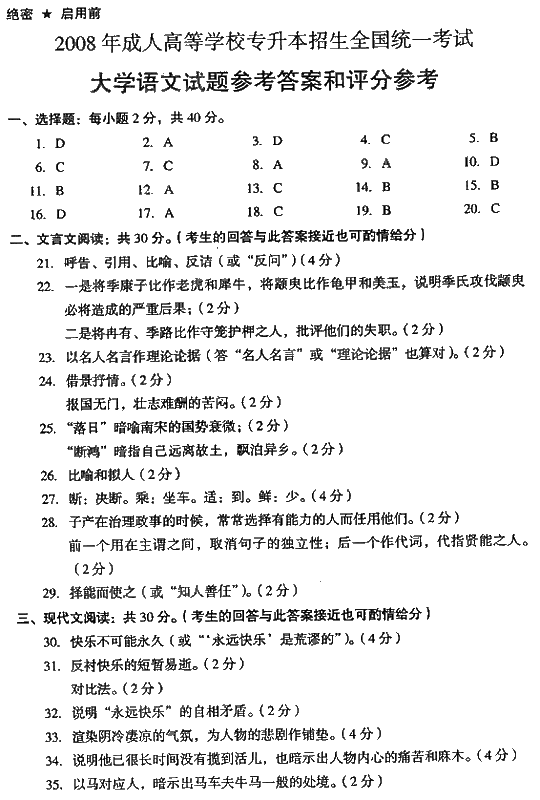 绝密 ★ 启用前
2008年成人高等学校专升本招生全国统一考试
大学语文试题参考答案和评分参考
一、选择题：每小题2分，共40分。
1. D 2. A 3. D 4. C 5. B
6. C 7. C 8. A 9. A 10. D
11. B 12. A 13. C 14. B 15. B
16. D 17. A 18. C 19. B 20. C
二、文言文阅读：共30分。(考生的回答与此答案接近也可酌情给分)
21. 呼告、引用、比喻、反诘（或“反问”）(4分)
22. 一是将季康子比作老虎和犀牛，将颛臾比作龟甲和美玉，说明季氏攻伐颛臾
必将造成的严重后果；(2分)
二是将冉有、季路比作守笼护柙之人，批评他们的失职。(2分)
23. 以名人名言作理论论据（答“名人名言”或“理论论据”也算对）。(2分)
24. 借景抒情。(2分)
报国无门，壮志难酬的苦闷。(2分)
25. “落日”暗喻南宋的国势衰微；(2分)
“断鸿”暗指自己远离故土，飘泊异乡。(2分)
26. 比喻和拟人(2分)
27. 断：决断。乘：坐车。适：到。鲜：少。(4分)
28. 子产在治理政事的时候，常常选择有能力的人而任用他们。(2分)
前一个用在主谓之间，取消句子的独立性；后一个作代词，代指贤能之人。
(2分)
29. 择能而使之（或“知人善任”）。(2分)
三、现代文阅读：共30分。(考生的回答与此答案接近也可酌情给分)
30. 快乐不可能永久（或“‘永远快乐’是荒谬的”）。(4分)
31. 反衬快乐的短暂易逝。(2分)
对比法。(2分)
32. 说明“永远快乐”的自相矛盾。(2分)
33. 渲染阴冷凄凉的气氛，为人物的悲剧作铺垫。(4分)
34. 说明他已很长时间没有揽到活儿，也暗示出人物内心的痛苦和麻木。(4分)
35. 以马对应人，暗示出马车夫牛马一般的处境。(2分)